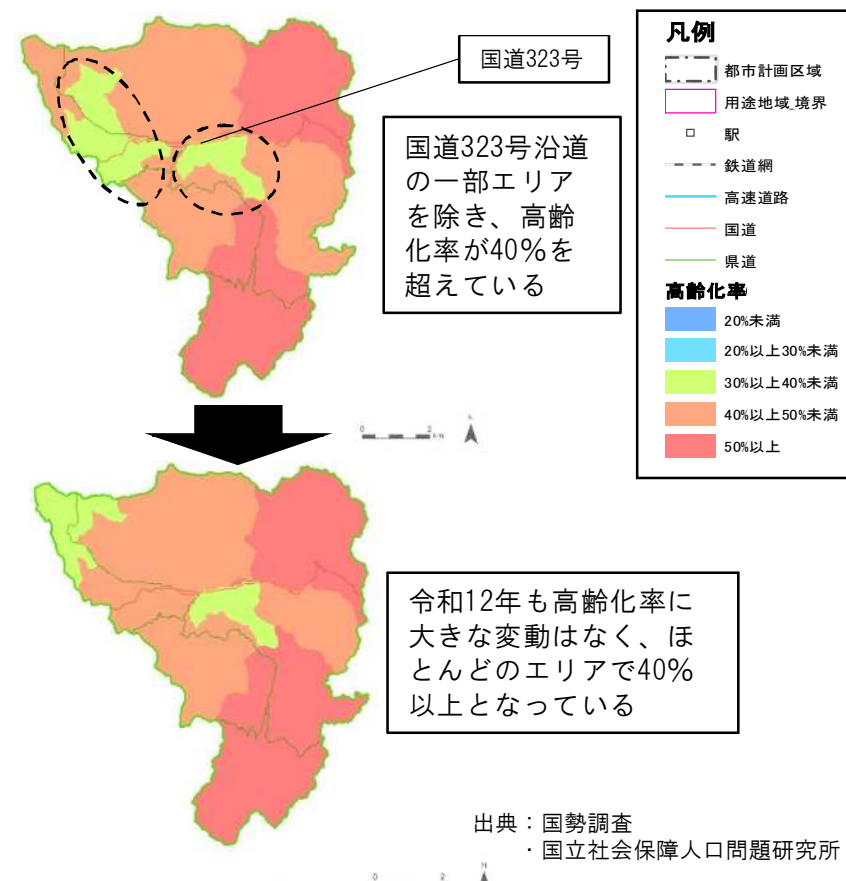 国道323号
国道323号沿道
の一部エリア
を除き、高齢
化率が40%を
超えている
凡例
都市計画区域
用途地域_境界
駅
鉄道網
高速道路
国道
県道
高齢化率
20%未満
20%以上30%未満
30%以上40%未満
40%以上50%未満
50%以上
0 2
km
令和12年も高齢化率に
大きな変動はなく、ほ
とんどのエリアで40%
以上となっている
出典：国勢調査
・国立社会保障人口問題研究所
0 2
N